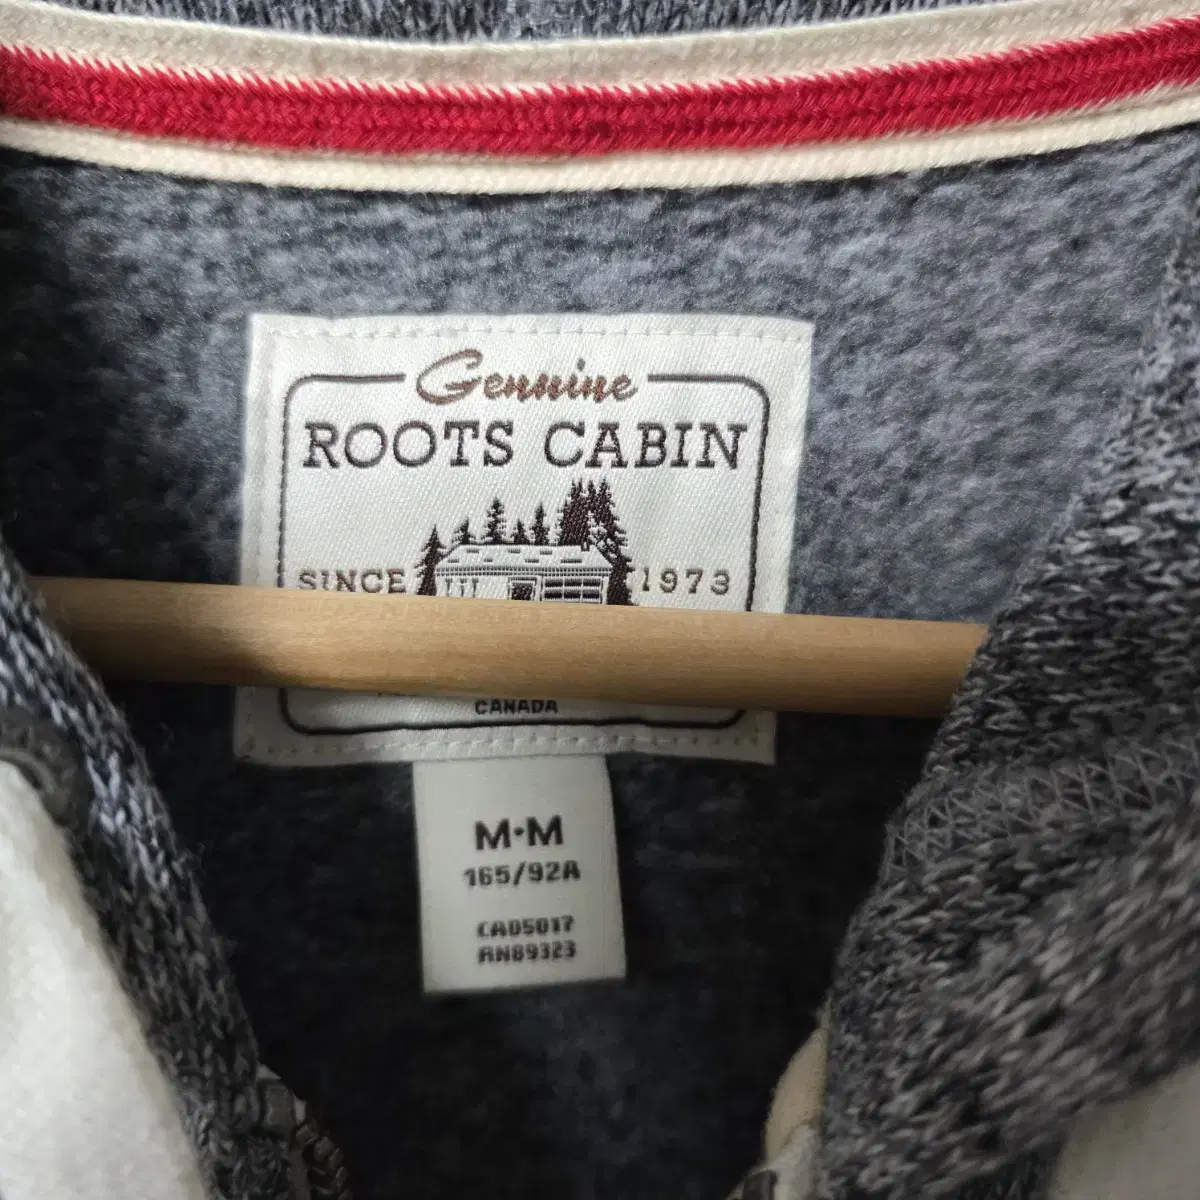 Genuine
ROOTS CABIN
SINCE 1973
CANADA
M·M
165/92A
CA05017
RN89323